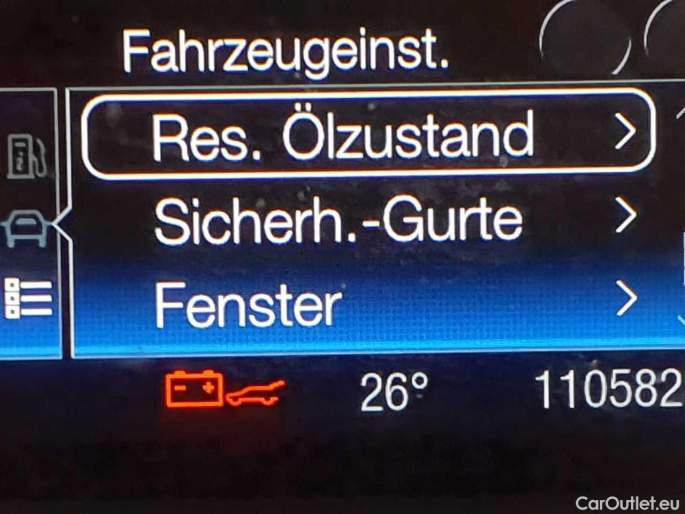 Fahrzeugeinst.
Res. Ölzustand
Sicherh.-Gurte
Fenster
26° 110582
CarOutlet.eu